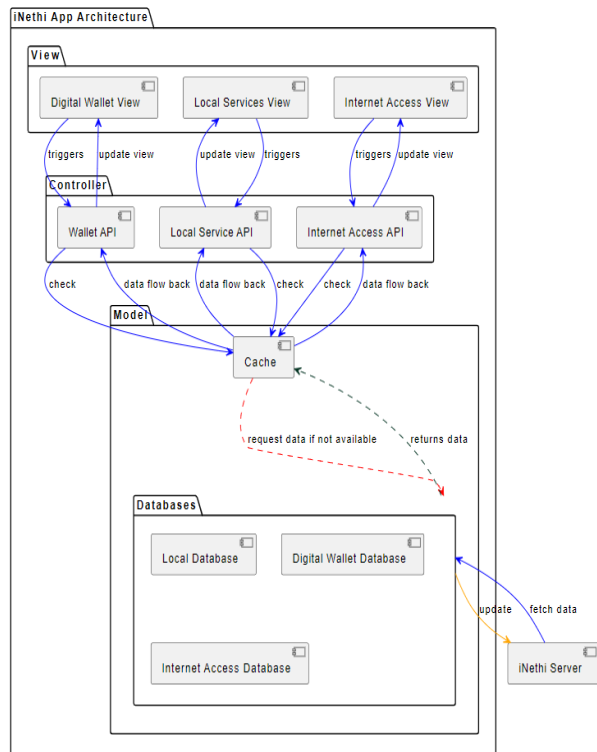 iNethi App Architecture
View
Digital Wallet View
Local Services View
Internet Access View
triggers
update view
update view
triggers
triggers
update view
Controller
Wallet API
Local Service API
Internet Access API
check
data flow back
data flow back
check
check
data flow back
Model
Cache
request data if not available
returns data
Databases
Local Database
Digital Wallet Database
update
fetch data
Internet Access Database
iNethi Server